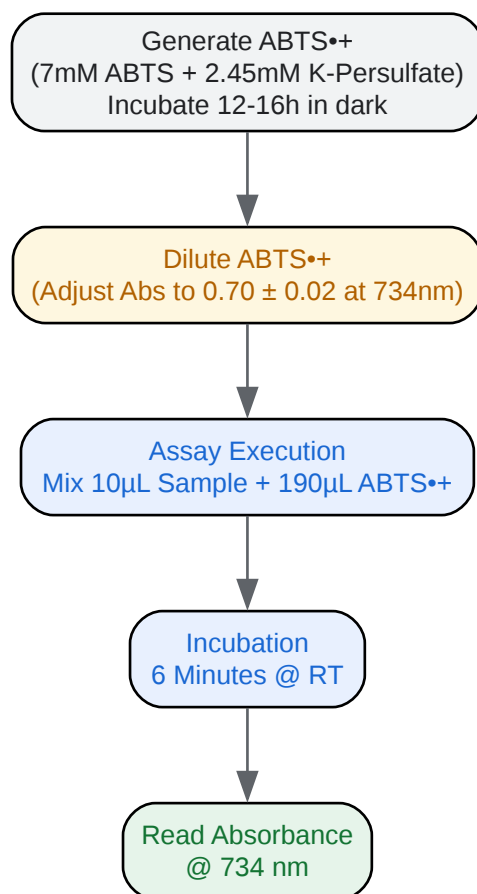 Generate ABTS•+
(7mM ABTS + 2.45mM K-Persulfate)
Incubate 12-16h in dark
Dilute ABTS•+
(Adjust Abs to 0.70 ± 0.02 at 734nm)
Assay Execution
Mix 10µL Sample + 190µL ABTS•+
Incubation
6 Minutes @ RT
Read Absorbance
@ 734 nm